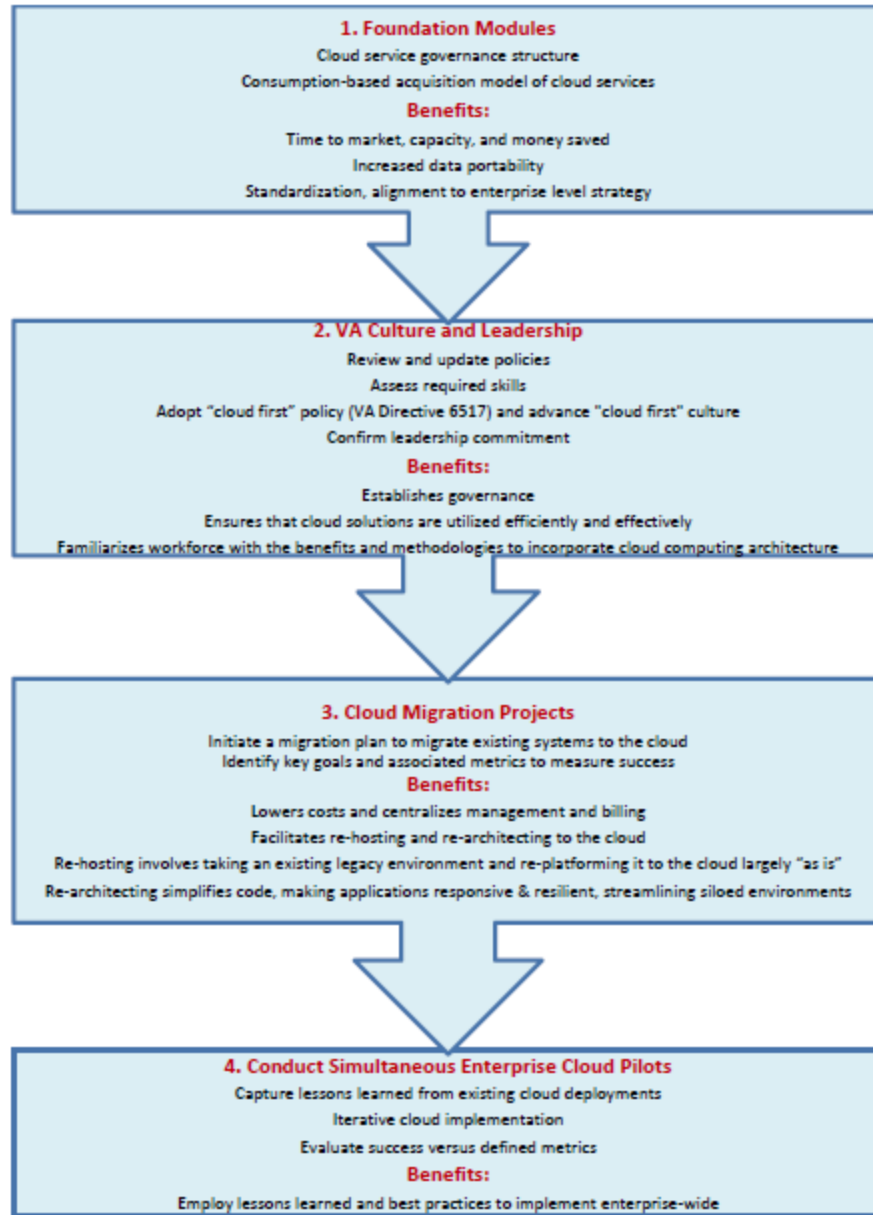 1. Foundation Modules
Cloud service governance structure
Consumption-based acquisition model of cloud services
Benefits:
Time to market, capacity, and money saved
Increased data portability
Standardization, alignment to enterprise level strategy
2. VA Culture and Leadership
Review and update policies
Assess required skills
Adopt “cloud first” policy (VA Directive 6517) and advance "cloud first" culture
Confirm leadership commitment
Benefits:
Establishes governance
Ensures that cloud solutions are utilized efficiently and effectively
Familiarizes workforce with the benefits and methodologies to incorporate cloud computing architecture
3. Cloud Migration Projects
Initiate a migration plan to migrate existing systems to the cloud
Identify key goals and associated metrics to measure success
Benefits:
Lowers costs and centralizes management and billing
Facilitates re-hosting and re-architecting to the cloud
Re-hosting involves taking an existing legacy environment and re-platforming it to the cloud largely “as is”
Re-architecting simplifies code, making applications responsive & resilient, streamlining siloed environments
4. Conduct Simultaneous Enterprise Cloud Pilots
Capture lessons learned from existing cloud deployments
Iterative cloud implementation
Evaluate success versus defined metrics
Benefits:
Employ lessons learned and best practices to implement enterprise-wide